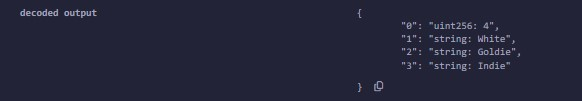 decoded output {
"0": "uint256: 4",
"1": "string: White",
"2": "string: Goldie",
"3": "string: Indie"
}